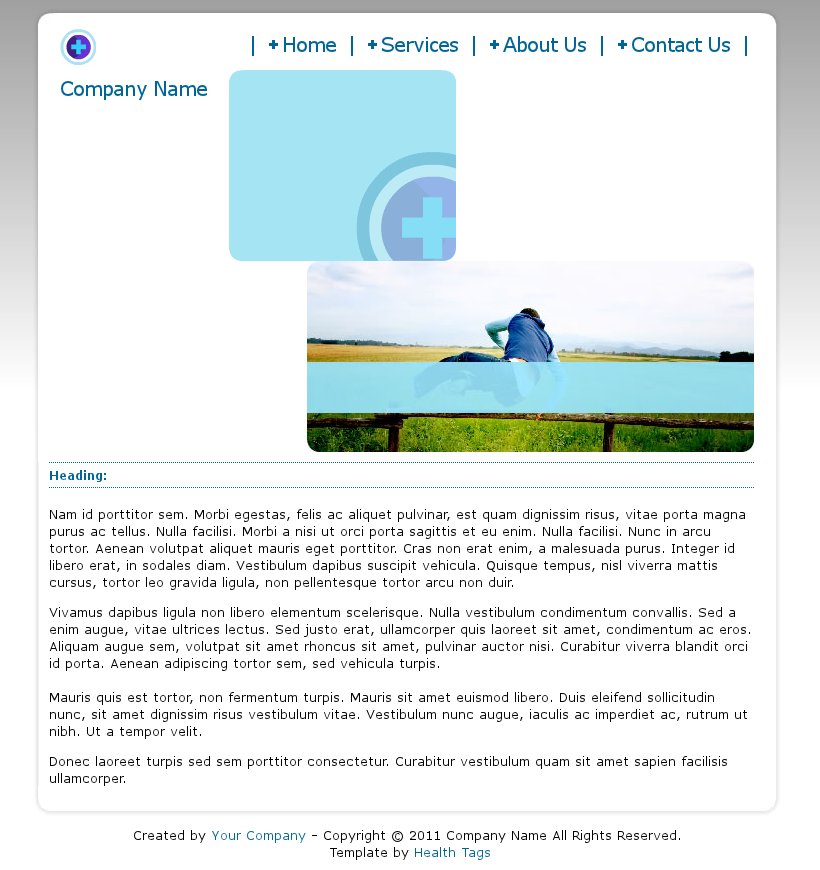 +Home +Services +About Us +Contact Us
Company Name
Heading:
Nam id porttitor sem. Morbi egestas, felis ac aliquet pulvinar, est quam dignissim risus, vitae porta magna
purus ac tellus. Nulla facilisi. Morbi a nisi ut orci porta sagittis et eu enim. Nulla facilisi. Nunc in arcu
tortor. Aenean volutpat aliquet mauris eget porttitor. Cras non erat enim, a malesuada purus. Integer id
libero erat, in sodales diam. Vestibulum dapibus suscipit vehicula. Quisque tempus, nisl viverra mattis
cursus, tortor leo gravida ligula, non pellentesque tortor arcu non duir.
Vivamus dapibus ligula non libero elementum scelerisque. Nulla vestibulum condimentum convallis. Sed a
enim augue, vitae ultrices lectus. Sed justo erat, ullamcorper quis laoreet sit amet, condimentum ac eros.
Aliquam augue sem, volutpat sit amet rhoncus sit amet, pulvinar auctor nisi. Curabitur viverra blandit orci
id porta. Aenean adipiscing tortor sem, sed vehicula turpis.
Mauris quis est tortor, non fermentum turpis. Mauris sit amet euismod libero. Duis eleifend sollicitudin
nunc, sit amet dignissim risus vestibulum vitae. Vestibulum nunc augue, iaculis ac imperdiet ac, rutrum ut
nibh. Ut a tempor velit.
Donec laoreet turpis sed sem porttitor consectetur. Curabitur vestibulum quam sit amet sapien facilisis
ullamcorper.
Created by Your Company – Copyright © 2011 Company Name All Rights Reserved.
Template by Health Tags